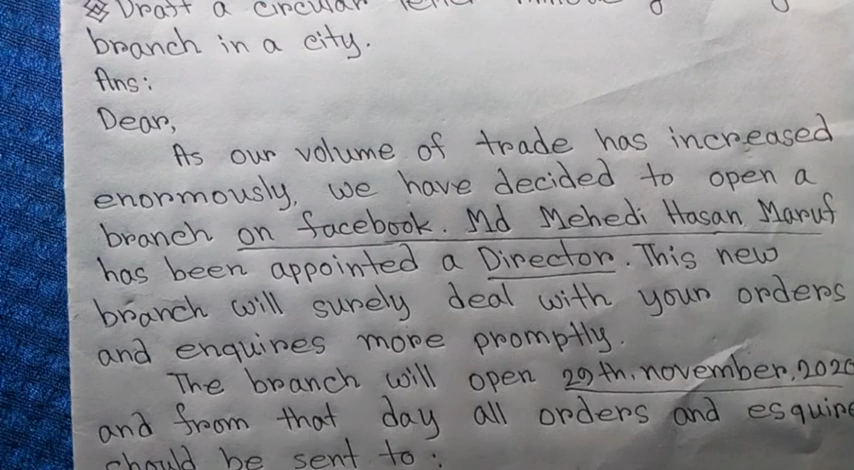 Draft a circular
branch in a city.
Ans:
Dear,
As our volume of trade has increased
enormously, we have decided to open a
branch on facebook. Md Mehedi Hasan Maruf
has been appointed a Director. This new
branch will surely deal with your orders
and enquires more promptly.
The branch will open 29th, november, 2020
and from that day all orders and esquire
should be sent to: